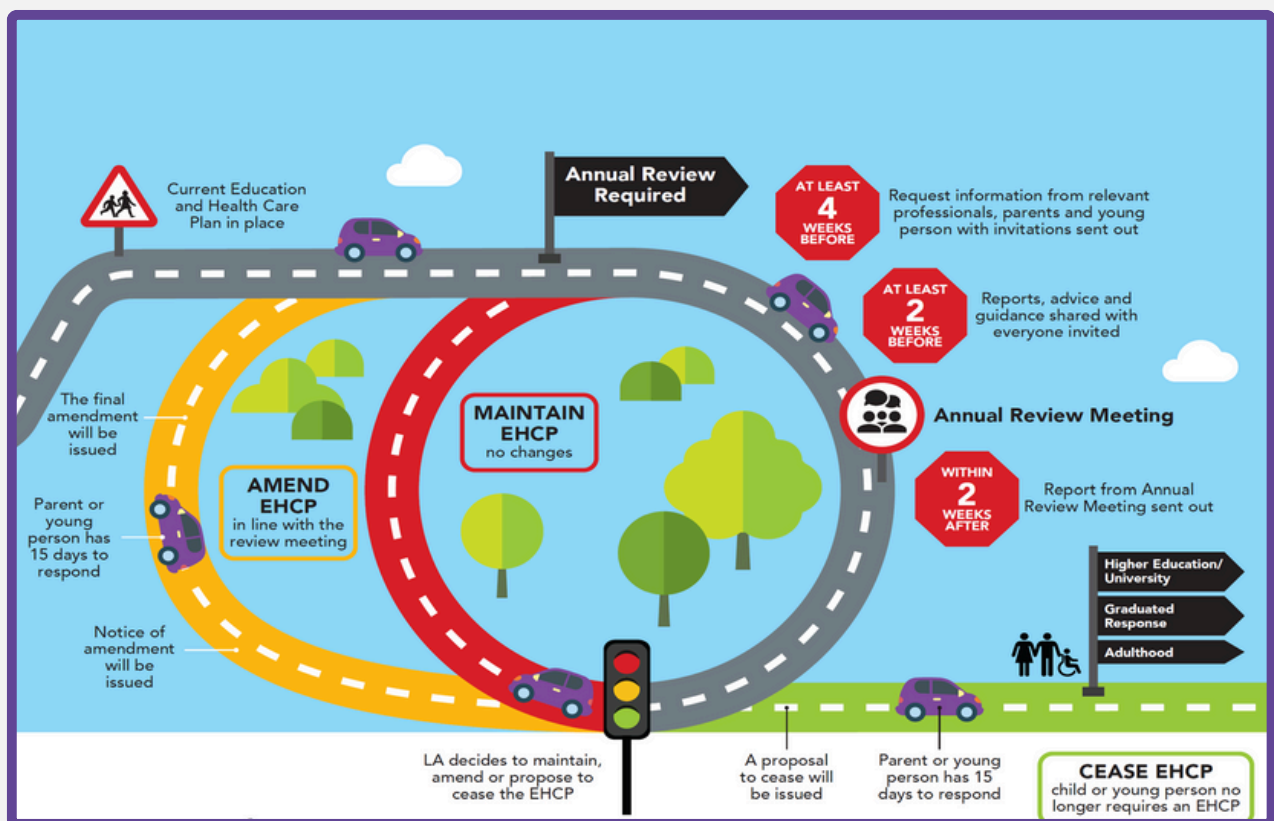 Current Education
and Health Care
Plan in place
Annual Review
Required
AT LEAST
4
WEEKS
BEFORE
Request information from relevant
professionals, parents and young
person with invitations sent out
AT LEAST
2
WEEKS
BEFORE
Reports, advice and
guidance shared with
everyone invited
Annual Review Meeting
WITHIN
2
WEEKS
AFTER
Report from Annual
Review Meeting sent out
The final
amendment
will be
issued
Parent or
young
person has
15 days to
respond
Notice of
amendment
will be
issued
AMEND
EHCP
in line with the
review meeting
MAINTAIN
EHCP
no changes
Higher Education/
University
Graduated
Response
Adulthood
LA decides to maintain,
amend or propose to
cease the EHCP
A proposal
to cease will
be issued
Parent or young
person has 15
days to respond
CEASE EHCP
child or young person no
longer requires an EHCP